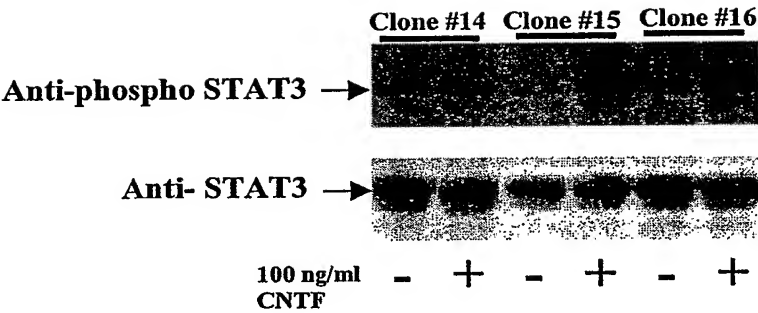 Clone #14 Clone #15 Clone #16
Anti-phospho STAT3
Anti- STAT3
100 ng/ml - + - + - +
CNTF